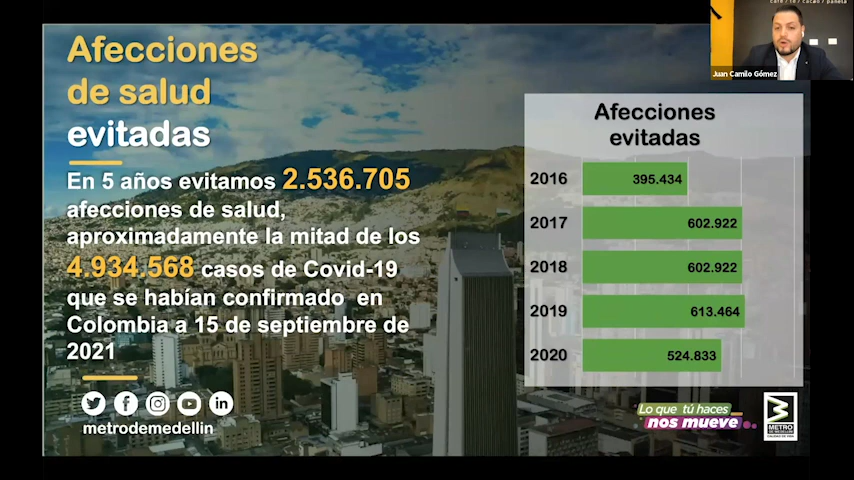 Afecciones
de salud
evitadas
En 5 años evitamos 2.536.705
afecciones de salud,
aproximadamente la mitad de los
4.934.568 casos de Covid-19
que se habían confirmado en
Colombia a 15 de septiembre de
2021
metrodemedellin
Afecciones
evitadas
2016 395.434
2017 602.922
2018 602.922
2019 613.464
2020 524.833
Lo que tú haces
nos mueve
METRO
CALIDAD DE VIDA
Juan Camilo Gómez